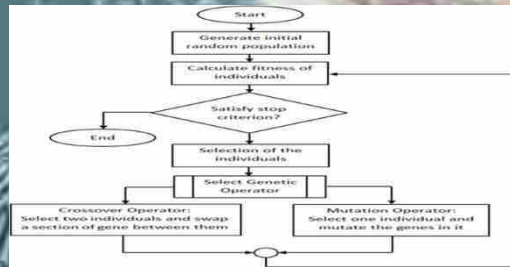 Start
Generate initial
random population
Calculate fitness of
individuals
Satisfy stop
criterion?
End
Selection of the
individuals
Select Genetic
Operator
Crossover Operator:
Select two individuals and swap
a section of gene between them
Mutation Operator:
Select one individual and
mutate the genes in it